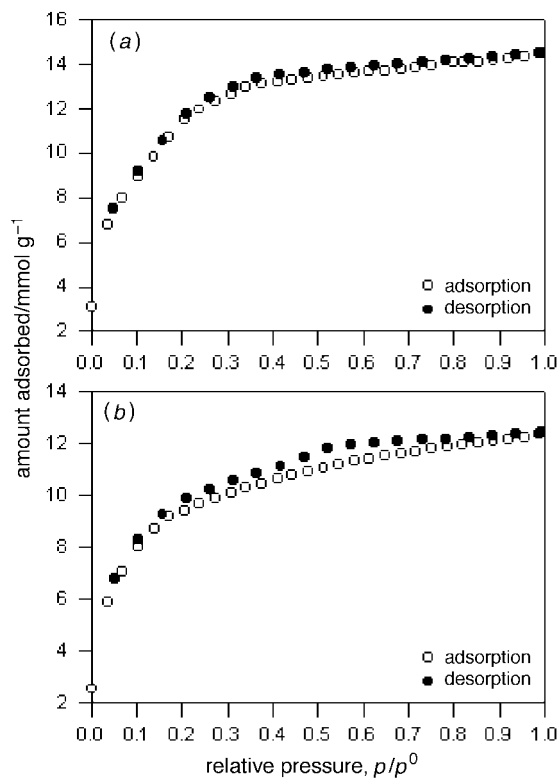 amount adsorbed/mmol g⁻¹
(a)
16
14
12
10
8
6
4
2
adsorption
desorption
0.0 0.1 0.2 0.3 0.4 0.5 0.6 0.7 0.8 0.9 1.0
(b)
14
12
10
8
6
4
2
adsorption
desorption
0.0 0.1 0.2 0.3 0.4 0.5 0.6 0.7 0.8 0.9 1.0
relative pressure, p/p⁰